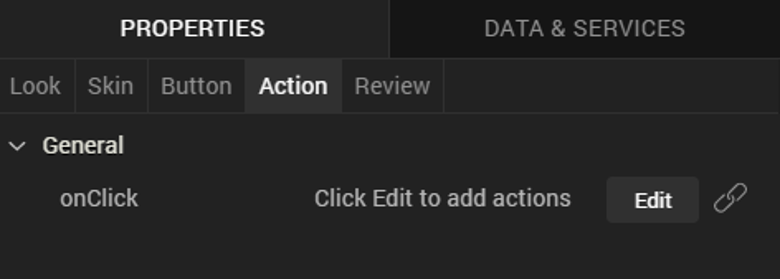 PROPERTIES DATA & SERVICES
Look Skin Button Action Review
General
onClick Click Edit to add actions Edit